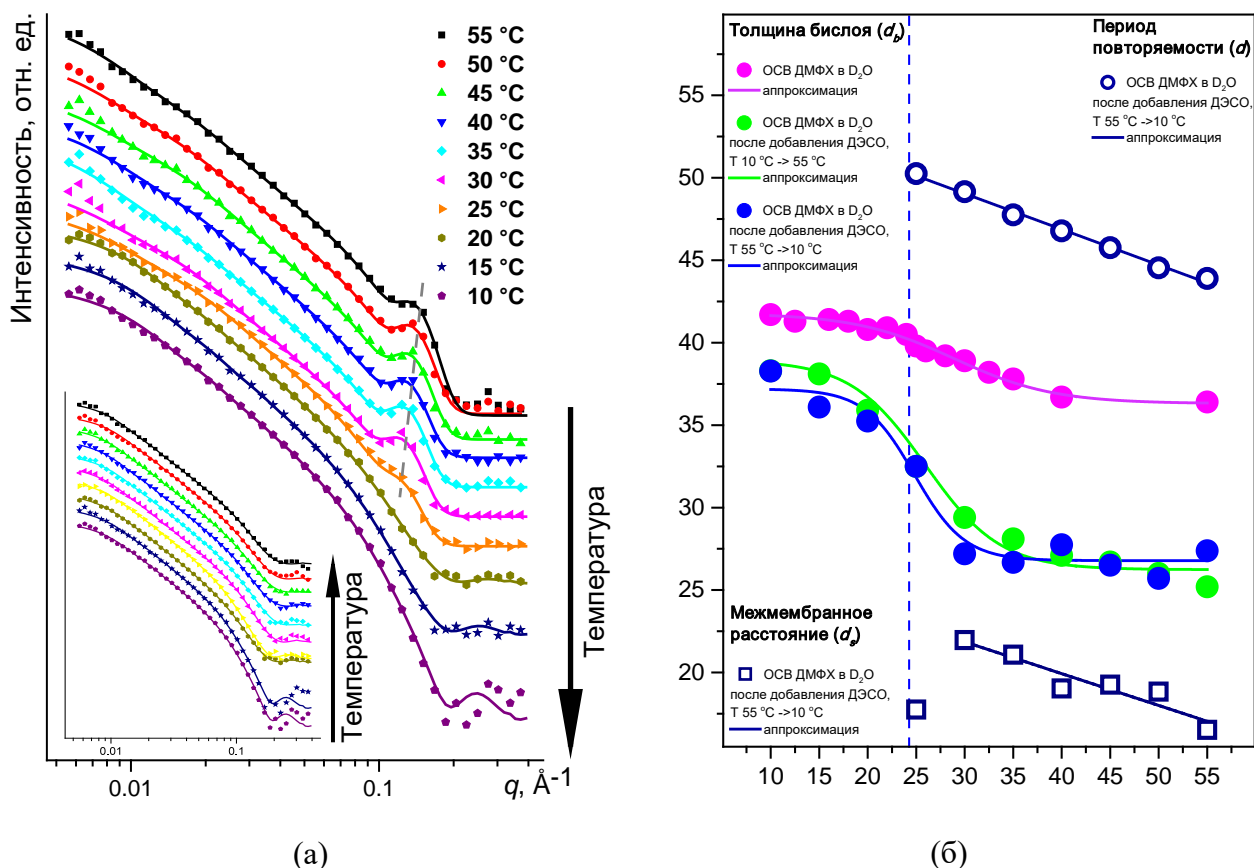 Интенсивность, отн. ед.
55 °C
50 °C
45 °C
40 °C
35 °C
30 °C
25 °C
20 °C
15 °C
10 °C
Температура
Температура
0.01
0.1
0.01
0.1
q, Å-1
(а)
Толщина бислоя (db)
ОСВ ДМФХ в D2O
аппроксимация
ОСВ ДМФХ в D2O
после добавления ДЭСО,
T 10 °C -> 55 °C
аппроксимация
ОСВ ДМФХ в D2O
после добавления ДЭСО,
T 55 °C ->10 °C
аппроксимация
Период
повторяемости (d)
ОСВ ДМФХ в D2O
после добавления ДЭСО,
T 55 °C ->10 °C
аппроксимация
Межмембранное
расстояние (ds)
ОСВ ДМФХ в D2O
после добавления ДЭСО,
T 55 °C ->10 °C
аппроксимация
55
50
45
40
35
30
25
20
10 15 20 25 30 35 40 45 50 55
(б)